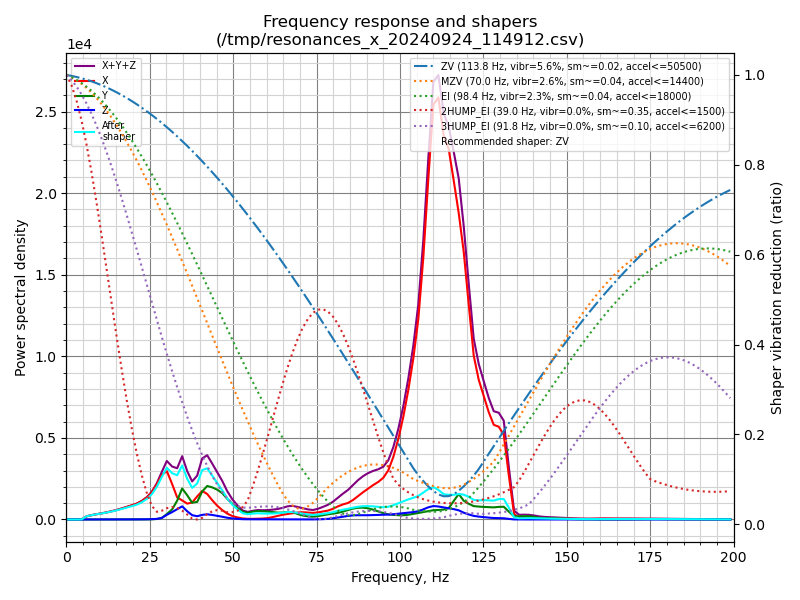 Frequency response and shapers
(/tmp/resonances_x_20240924_114912.csv)
1e4
X+Y+Z
X
Y
Z
After
shaper
ZV (113.8 Hz, vibr=5.6%, sm~=0.02, accel<=50500)
MZV (70.0 Hz, vibr=2.6%, sm~=0.04, accel<=14400)
EI (98.4 Hz, vibr=2.3%, sm~=0.04, accel<=18000)
2HUMP_EI (39.0 Hz, vibr=0.0%, sm~=0.35, accel<=1500)
3HUMP_EI (91.8 Hz, vibr=0.0%, sm~=0.10, accel<=6200)
Recommended shaper: ZV
2.5
2.0
1.5
1.0
0.5
0.0
Power spectral density
1.0
0.8
0.6
0.4
0.2
0.0
Shaper vibration reduction (ratio)
0 25 50 75 100 125 150 175 200
Frequency, Hz